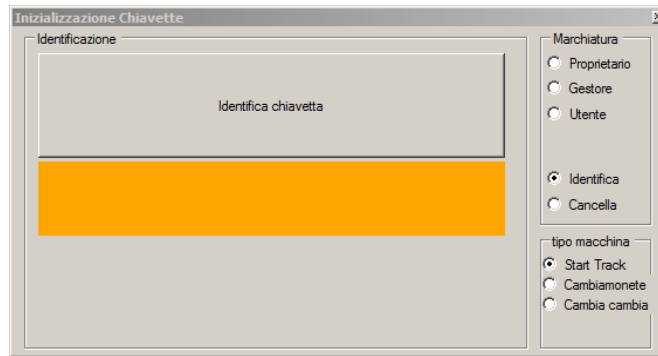 Inizializzazione Chiavette
Identificazione
Identifica chiavetta
Marchiatura
Proprietario
Gestore
Utente
Identifica
Cancella
tipo macchina
Start Track
Cambiamonete
Cambia cambia